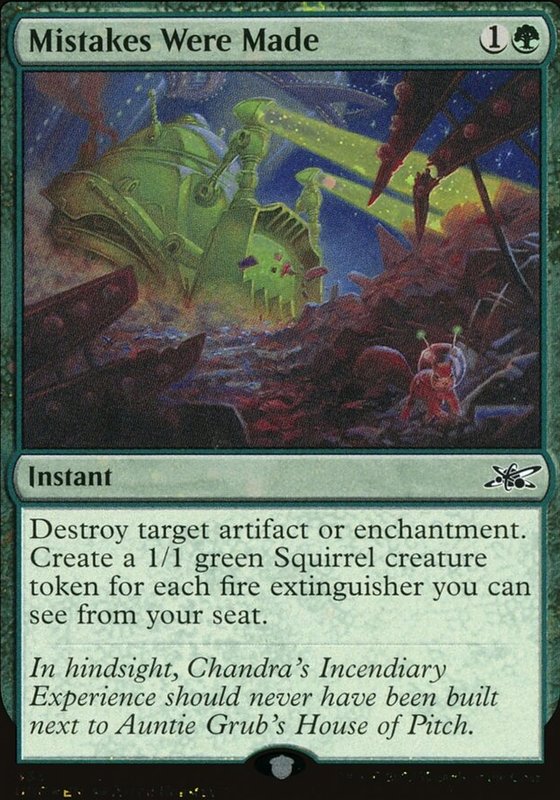 Mistakes Were Made 1
Instant
Destroy target artifact or enchantment.
Create a 1/1 green Squirrel creature
token for each fire extinguisher you can
see from your seat.
In hindsight, Chandra's Incendiary
Experience should never have been built
next to Auntie Grub's House of Pitch.